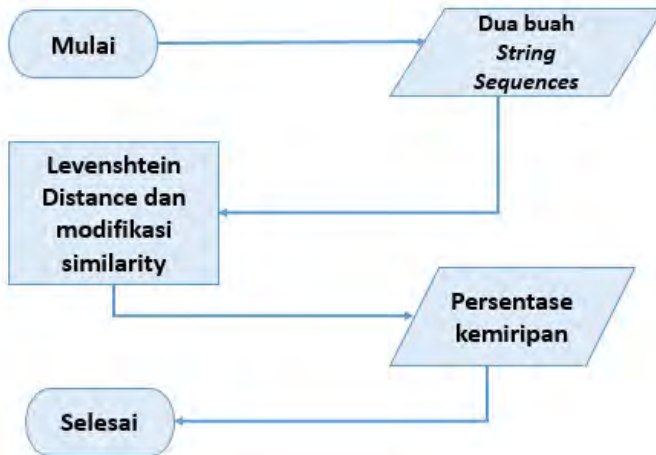 Mulai
Dua buah
String
Sequences
Levenshtein
Distance dan
modifikasi
similarity
Persentase
kemiripan
Selesai